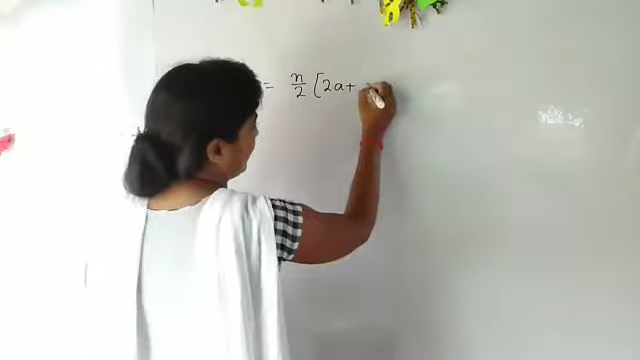 = n/2 [2a+